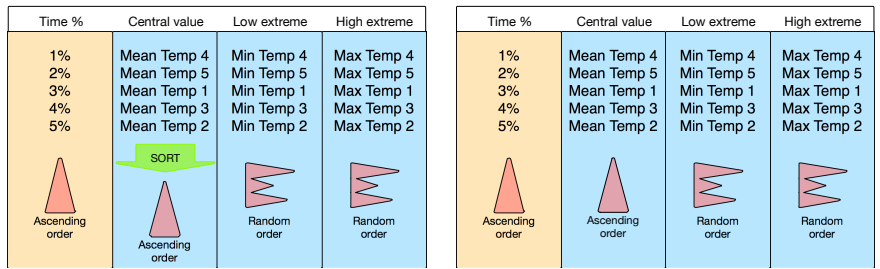 Time % Central value Low extreme High extreme
1% Mean Temp 4 Min Temp 4 Max Temp 4
2% Mean Temp 5 Min Temp 5 Max Temp 5
3% Mean Temp 1 Min Temp 1 Max Temp 1
4% Mean Temp 3 Min Temp 3 Max Temp 3
5% Mean Temp 2 Min Temp 2 Max Temp 2
SORT
Ascending order
Ascending order
Random order
Random order
Time % Central value Low extreme High extreme
1% Mean Temp 4 Min Temp 4 Max Temp 4
2% Mean Temp 5 Min Temp 5 Max Temp 5
3% Mean Temp 1 Min Temp 1 Max Temp 1
4% Mean Temp 3 Min Temp 3 Max Temp 3
5% Mean Temp 2 Min Temp 2 Max Temp 2
Ascending order
Ascending order
Random order
Random order